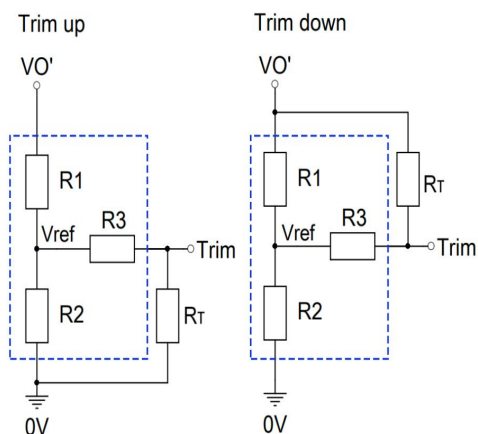 Trim up
VO'
R1
Vref
R3
Trim
R2
RT
0V
Trim down
VO'
R1
RT
Vref
R3
Trim
R2
0V